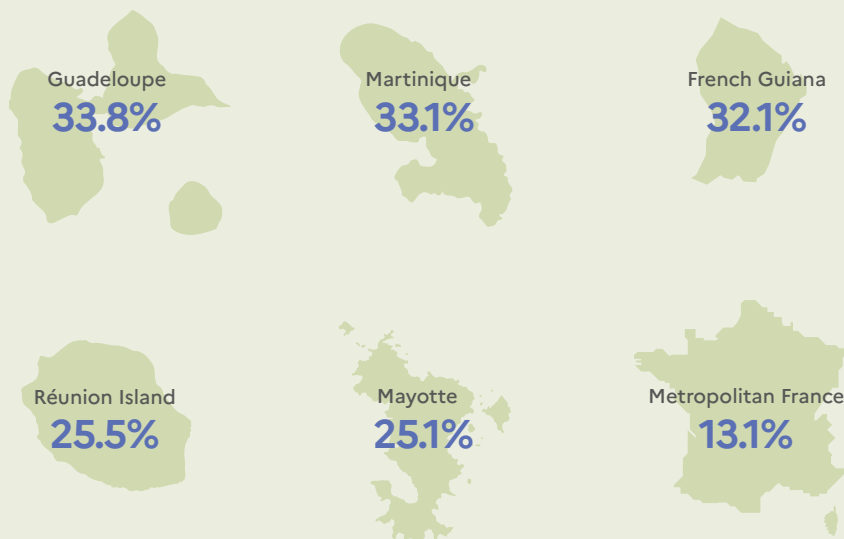 Guadeloupe
33.8%
Martinique
33.1%
French Guiana
32.1%
Réunion Island
25.5%
Mayotte
25.1%
Metropolitan France
13.1%